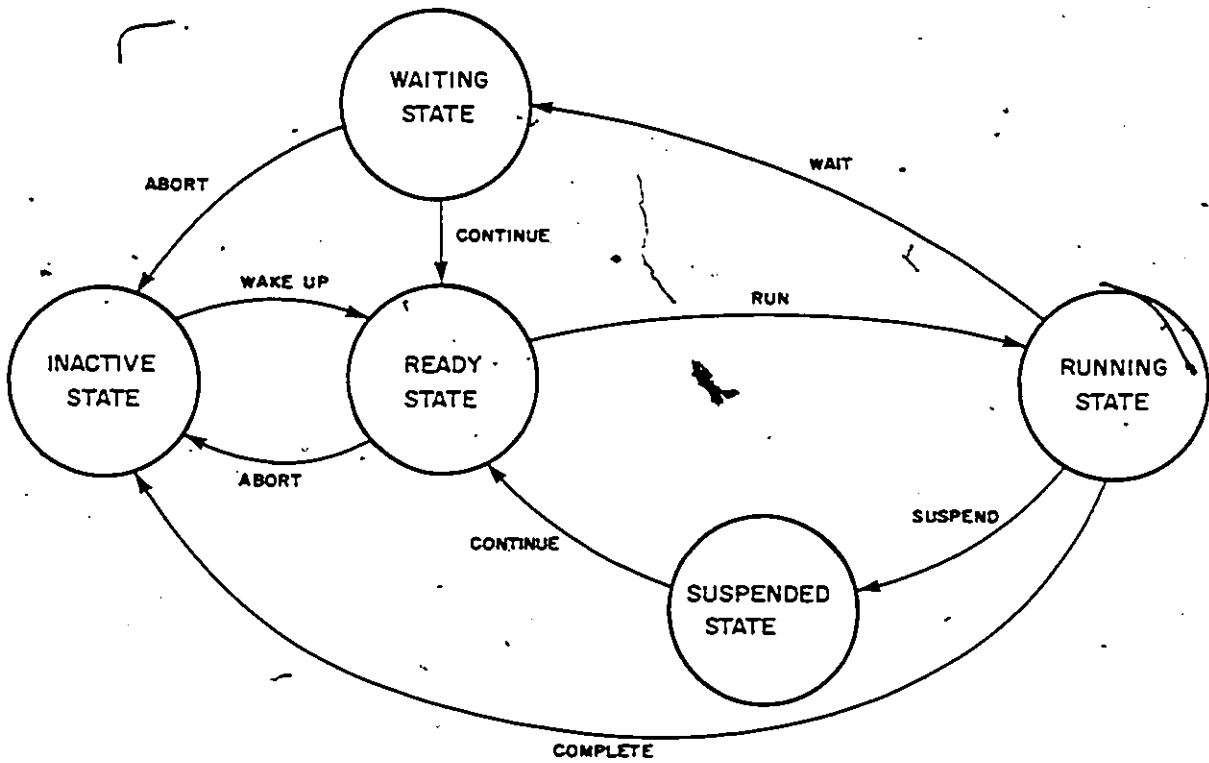 WAITING
STATE
WAIT
ABORT
CONTINUE
WAKE UP
RUN
INACTIVE
STATE
READY
STATE
RUNNING
STATE
ABORT
SUSPEND
CONTINUE
SUSPENDED
STATE
COMPLETE